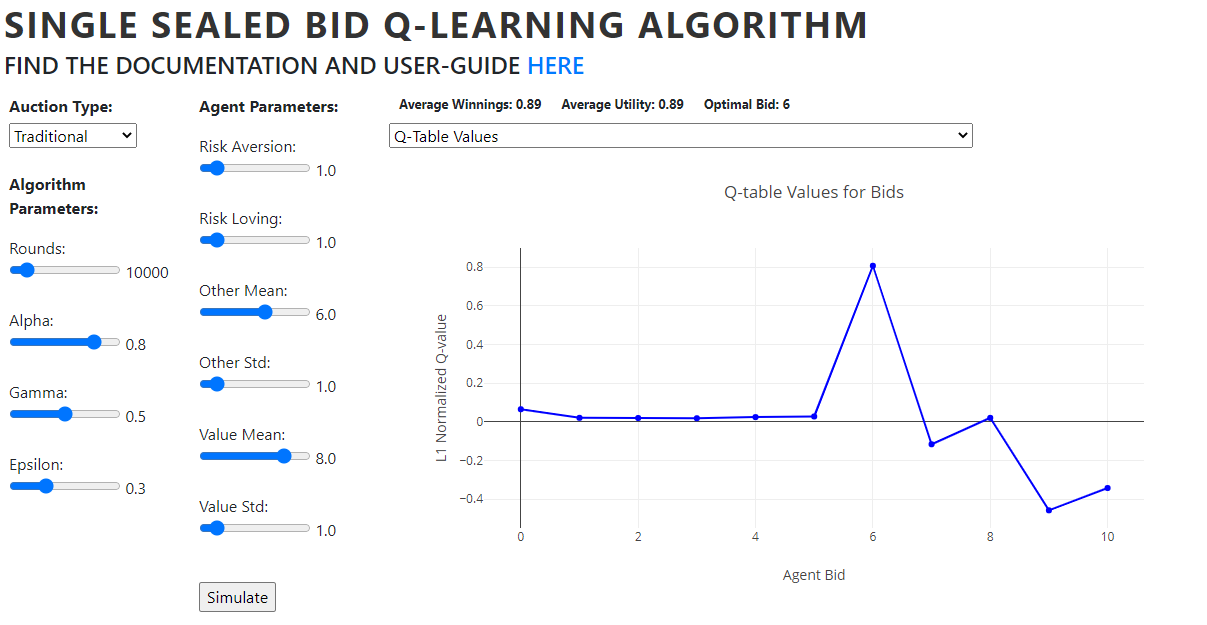 SINGLE SEALED BID Q-LEARNING ALGORITHM
FIND THE DOCUMENTATION AND USER-GUIDE HERE
Auction Type:
Traditional
Algorithm
Parameters:
Rounds:
10000
Alpha:
0.8
Gamma:
0.5
Epsilon:
0.3
Agent Parameters:
Risk Aversion:
1.0
Risk Loving:
1.0
Other Mean:
6.0
Other Std:
1.0
Value Mean:
8.0
Value Std:
1.0
Simulate
Average Winnings: 0.89 Average Utility: 0.89 Optimal Bid: 6
Q-Table Values
Q-table Values for Bids
L1 Normalized Q-value
0.8
0.6
0.4
0.2
0
−0.2
−0.4
0 2 4 6 8 10
Agent Bid